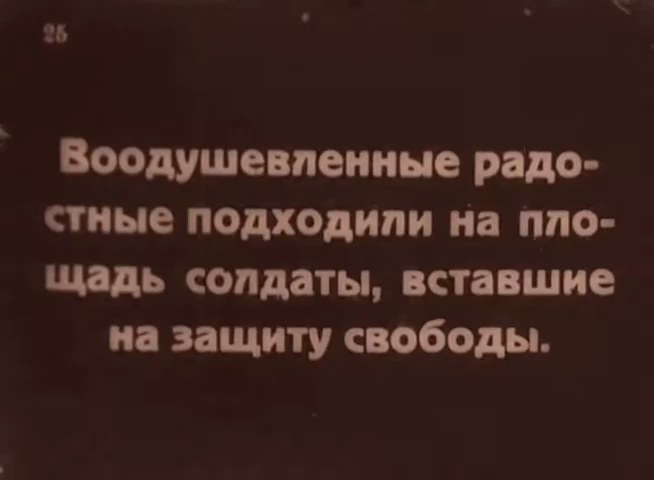 25
Воодушевленные радо-
стные подходили на пло-
щадь солдаты, вставшие
на защиту свободы.